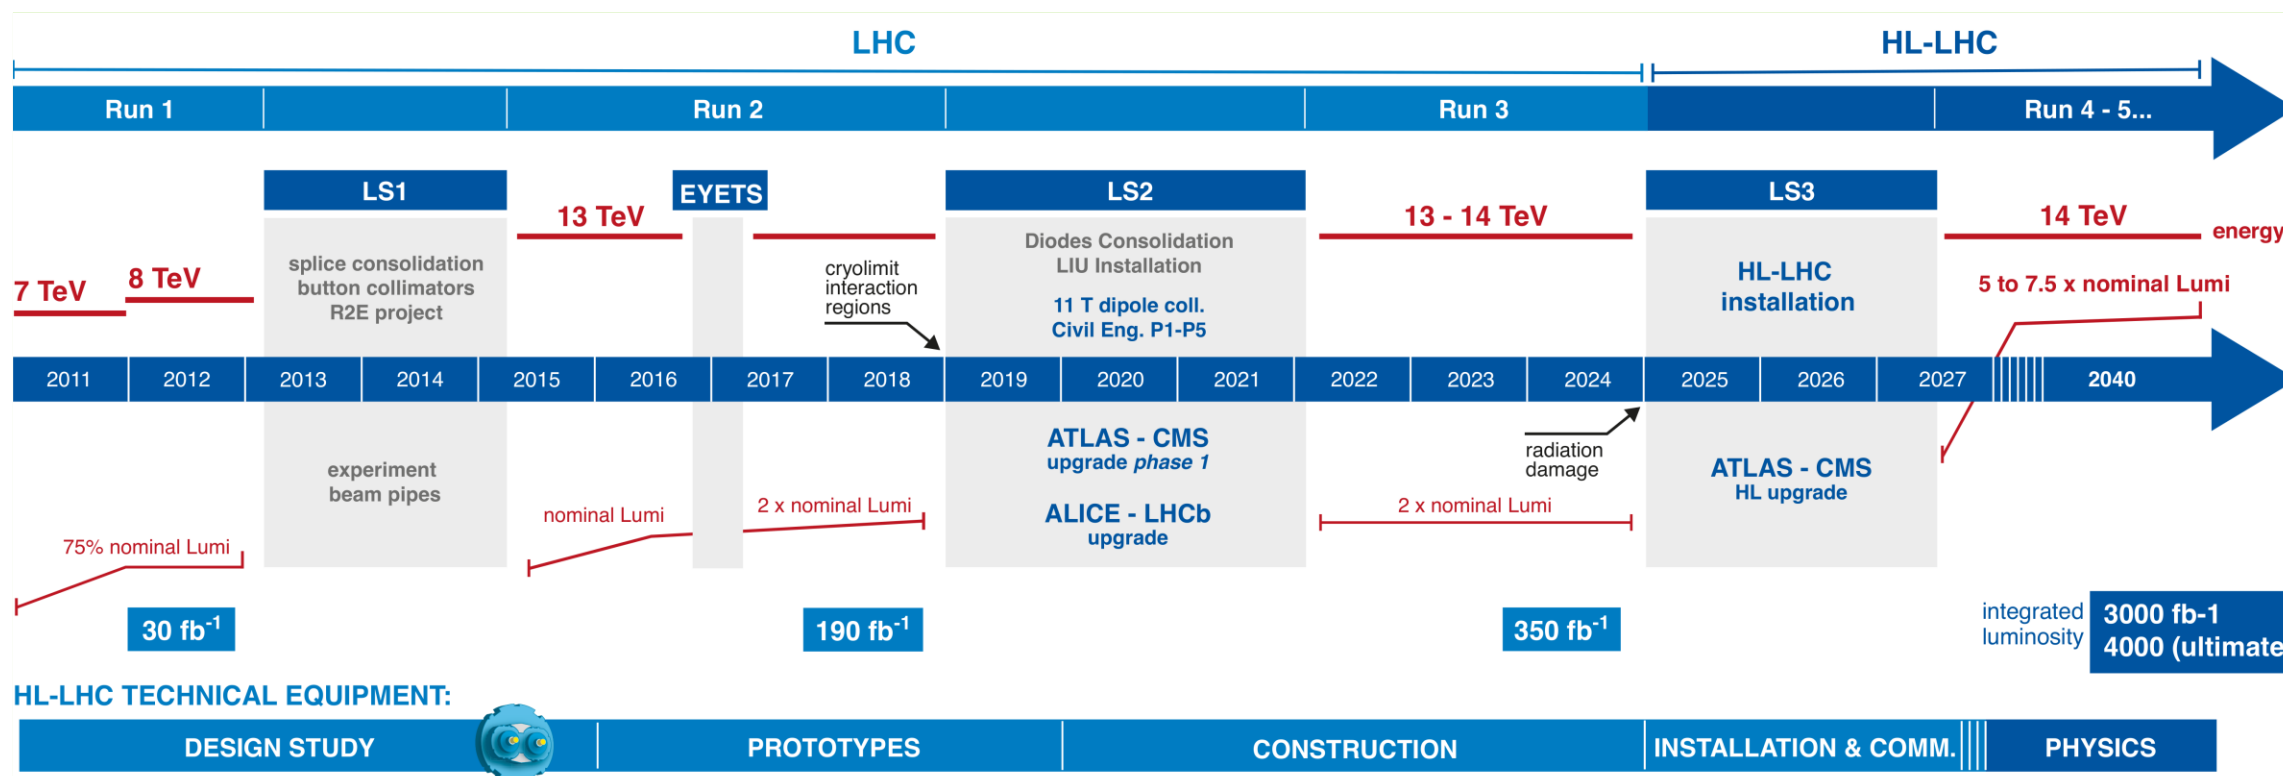 LHC
HL-LHC
Run 1
Run 2
Run 3
Run 4 - 5...
LS1
EYETS
LS2
LS3
13 TeV
13 - 14 TeV
14 TeV
energy
7 TeV
8 TeV
splice consolidation
button collimators
R2E project
cryolimit
interaction
regions
Diodes Consolidation
LIU Installation
11 T dipole coll.
Civil Eng. P1-P5
HL-LHC
installation
5 to 7.5 x nominal Lumi
2011
2012
2013
2014
2015
2016
2017
2018
2019
2020
2021
2022
2023
2024
2025
2026
2027
2040
experiment
beam pipes
ATLAS - CMS
upgrade phase 1
ALICE - LHCb
upgrade
radiation
damage
ATLAS - CMS
HL upgrade
75% nominal Lumi
nominal Lumi
2 x nominal Lumi
2 x nominal Lumi
30 fb⁻¹
190 fb⁻¹
350 fb⁻¹
integrated
luminosity
3000 fb-1
4000 (ultimate
HL-LHC TECHNICAL EQUIPMENT:
DESIGN STUDY
PROTOTYPES
CONSTRUCTION
INSTALLATION & COMM.
PHYSICS